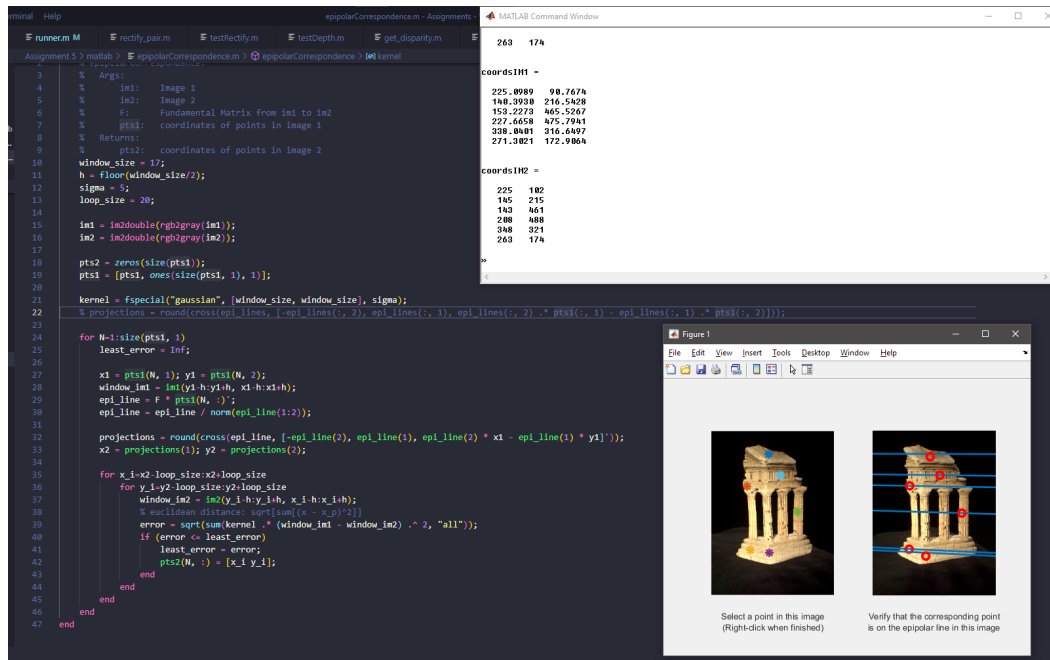 rminal Help
epipolarCorrespondence.m - Assignments -
runner.m M rectify_pair.m testRectify.m testDepth.m get_disparity.m
Assignment 5 > matlab > epipolarCorrespondence.m > epipolarCorrespondence > kernel
3 % Args:
4 % im1: Image 1
5 % im2: Image 2
6 % F: Fundamental Matrix from im1 to im2
7 % pts1: coordinates of points in image 1
8 % Returns:
9 % pts2: coordinates of points in image 2
10 window_size = 17;
11 h = floor(window_size/2);
12 sigma = 5;
13 loop_size = 20;
14
15 im1 = im2double(rgb2gray(im1));
16 im2 = im2double(rgb2gray(im2));
17
18 pts2 = zeros(size(pts1));
19 pts1 = [pts1, ones(size(pts1, 1), 1)];
20
21 kernel = fspecial("gaussian", [window_size, window_size], sigma);
22 % projections = round(cross(epi_lines, [-epi_lines(:, 2), epi_lines(:, 1), epi_lines(:, 2) .* pts1(:, 1) - epi_lines(:, 1) .* pts1(:, 2)]));
23
24 for N=1:size(pts1, 1)
25 least_error = Inf;
26
27 x1 = pts1(N, 1); y1 = pts1(N, 2);
28 window_im1 = im1(y1-h:y1+h, x1-h:x1+h);
29 epi_line = F * pts1(N, :)';
30 epi_line = epi_line / norm(epi_line(1:2));
31
32 projections = round(cross(epi_line, [-epi_line(2), epi_line(1), epi_line(2) * x1 - epi_line(1) * y1]'));
33 x2 = projections(1); y2 = projections(2);
34
35 for x_i=x2-loop_size:x2+loop_size
36 for y_i=y2-loop_size:y2+loop_size
37 window_im2 = im2(y_i-h:y_i+h, x_i-h:x_i+h);
38 % euclidean distance: sqrt[sum[(x - x_p)^2]]
39 error = sqrt(sum(kernel .* (window_im1 - window_im2) .^ 2, "all"));
40 if (error <= least_error)
41 least_error = error;
42 pts2(N, :) = [x_i y_i];
43 end
44 end
45 end
46 end
47 end
MATLAB Command Window
263 174
coordsIM1 =
225.0989 90.7674
140.3930 216.5428
153.2273 465.5267
227.6658 475.7941
338.0401 316.6497
271.3021 172.9064
coordsIM2 =
225 102
145 215
143 461
208 488
348 321
263 174
»
Figure 1
File Edit View Insert Tools Desktop Window Help
Select a point in this image
(Right-click when finished)
Verify that the corresponding point
is on the epipolar line in this image